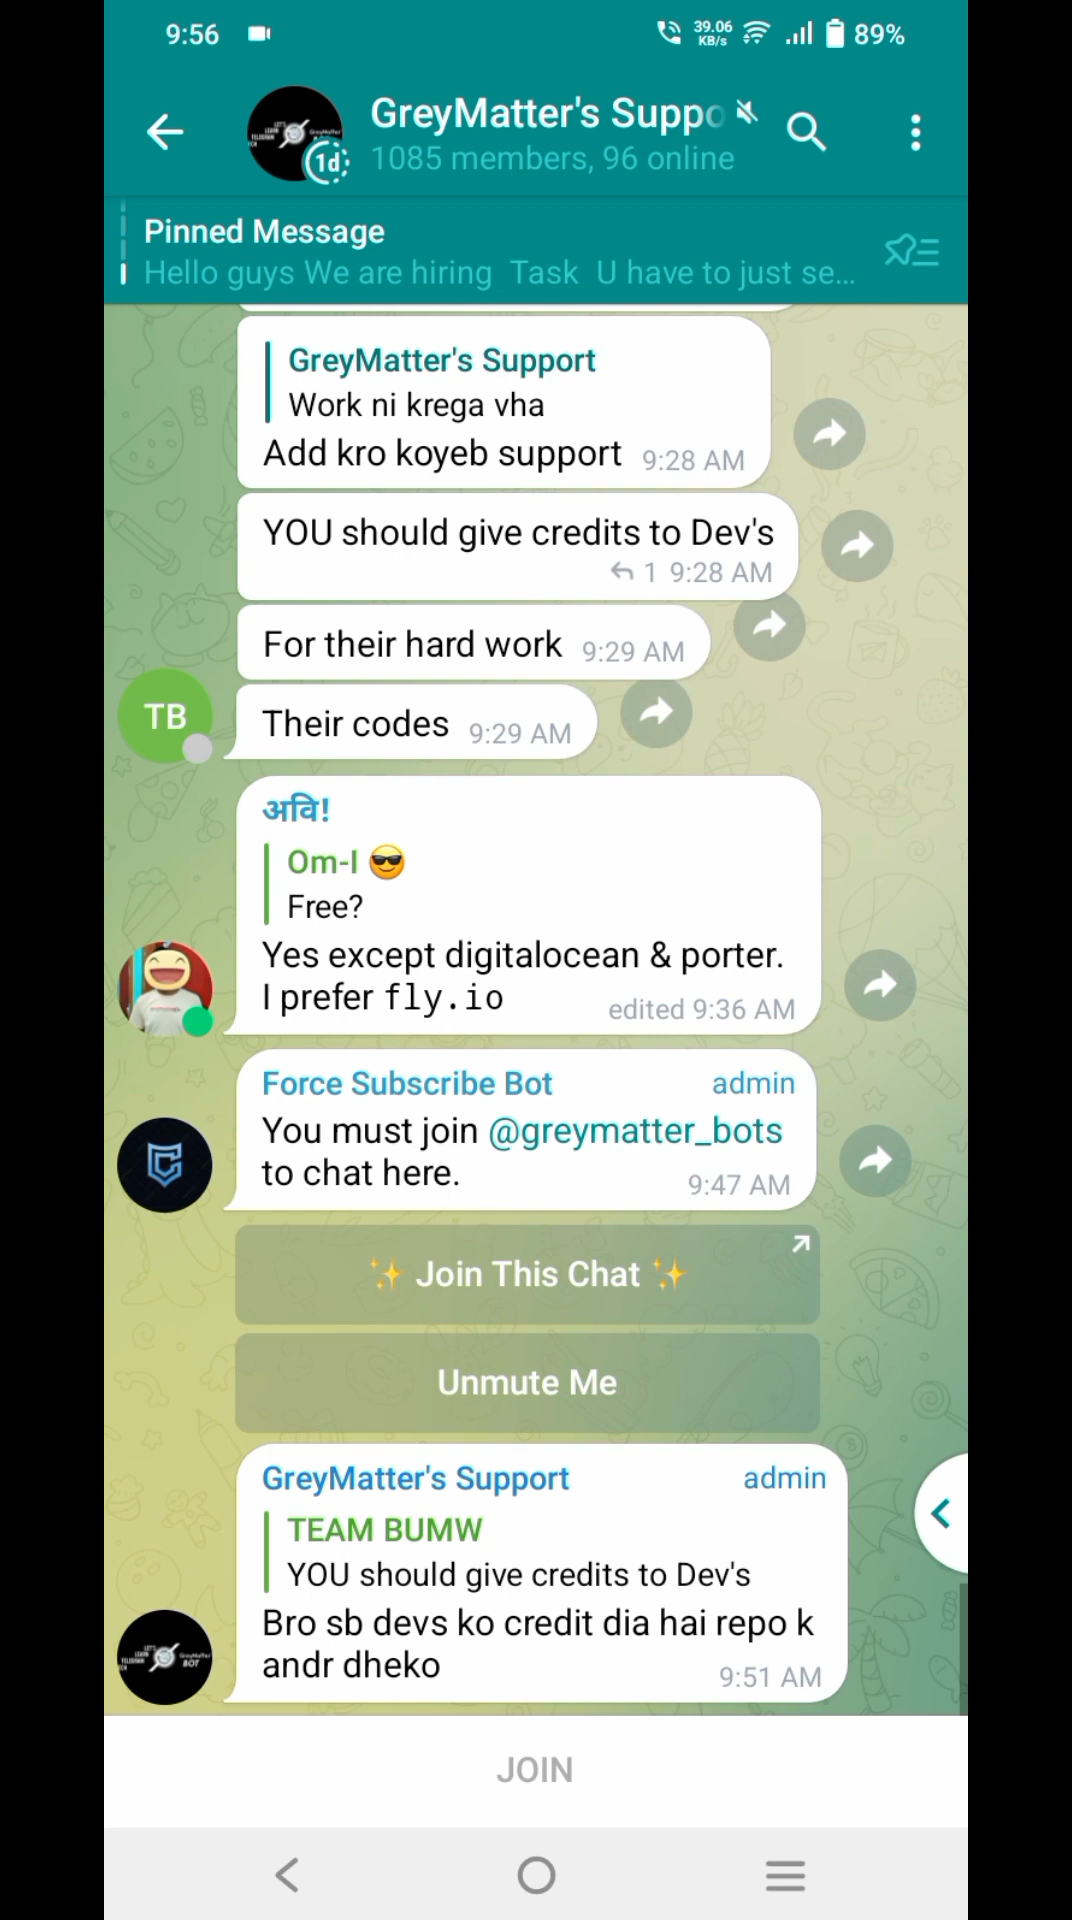 9:56
39.06
KB/s
89%
GreyMatter's Suppo
1d
1085 members, 96 online
Pinned Message
Hello guys We are hiring Task U have to just se...
GreyMatter's Support
Work ni krega vha
Add kro koyeb support 9:28 AM
YOU should give credits to Dev's
1 9:28 AM
For their hard work 9:29 AM
TB
Their codes 9:29 AM
अवि!
Om-I 😎
Free?
Yes except digitalocean & porter.
I prefer fly.io edited 9:36 AM
Force Subscribe Bot admin
You must join @greymatter_bots
to chat here. 9:47 AM
✨ Join This Chat ✨
Unmute Me
GreyMatter's Support admin
TEAM BUMW
YOU should give credits to Dev's
Bro sb devs ko credit dia hai repo k
andr dheko 9:51 AM
JOIN